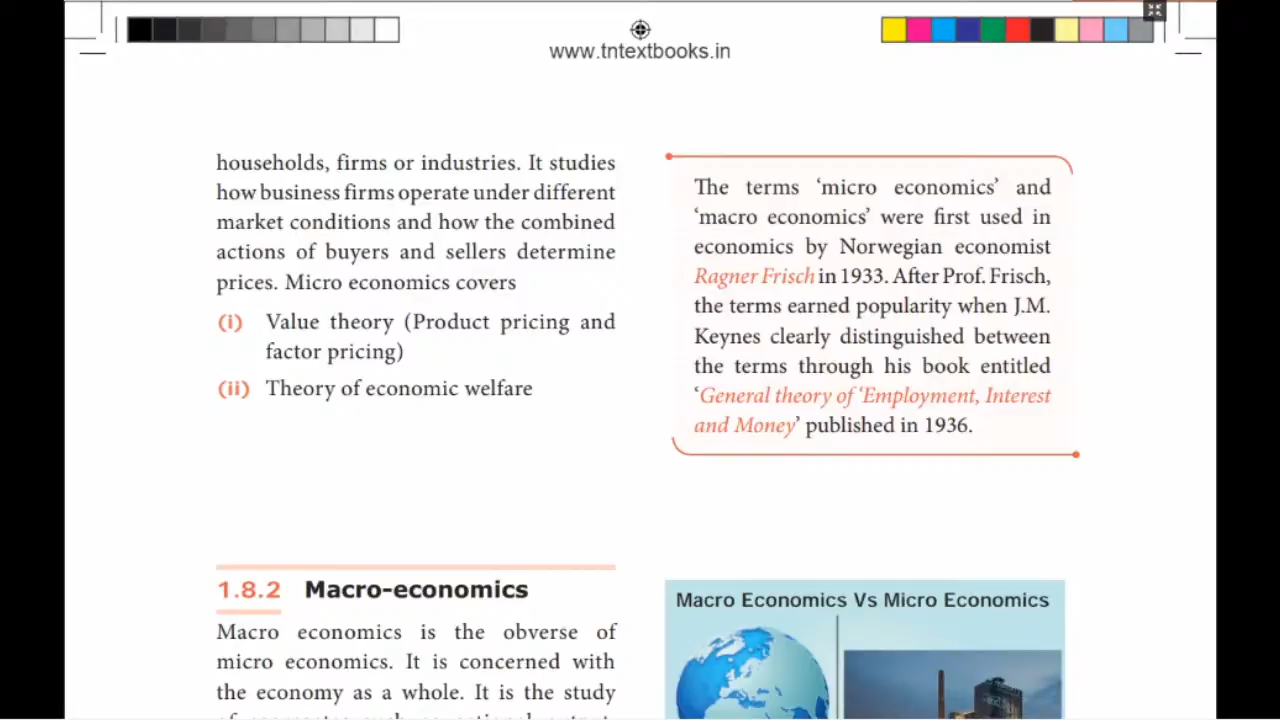 www.tntextbooks.in
households, firms or industries. It studies
how business firms operate under different
market conditions and how the combined
actions of buyers and sellers determine
prices. Micro economics covers
(i) Value theory (Product pricing and
factor pricing)
(ii) Theory of economic welfare
1.8.2 Macro-economics
Macro economics is the obverse of
micro economics. It is concerned with
the economy as a whole. It is the study
The terms ‘micro economics’ and
‘macro economics’ were first used in
economics by Norwegian economist
Ragner Frisch in 1933. After Prof. Frisch,
the terms earned popularity when J.M.
Keynes clearly distinguished between
the terms through his book entitled
‘General theory of ‘Employment, Interest
and Money’ published in 1936.
Macro Economics Vs Micro Economics